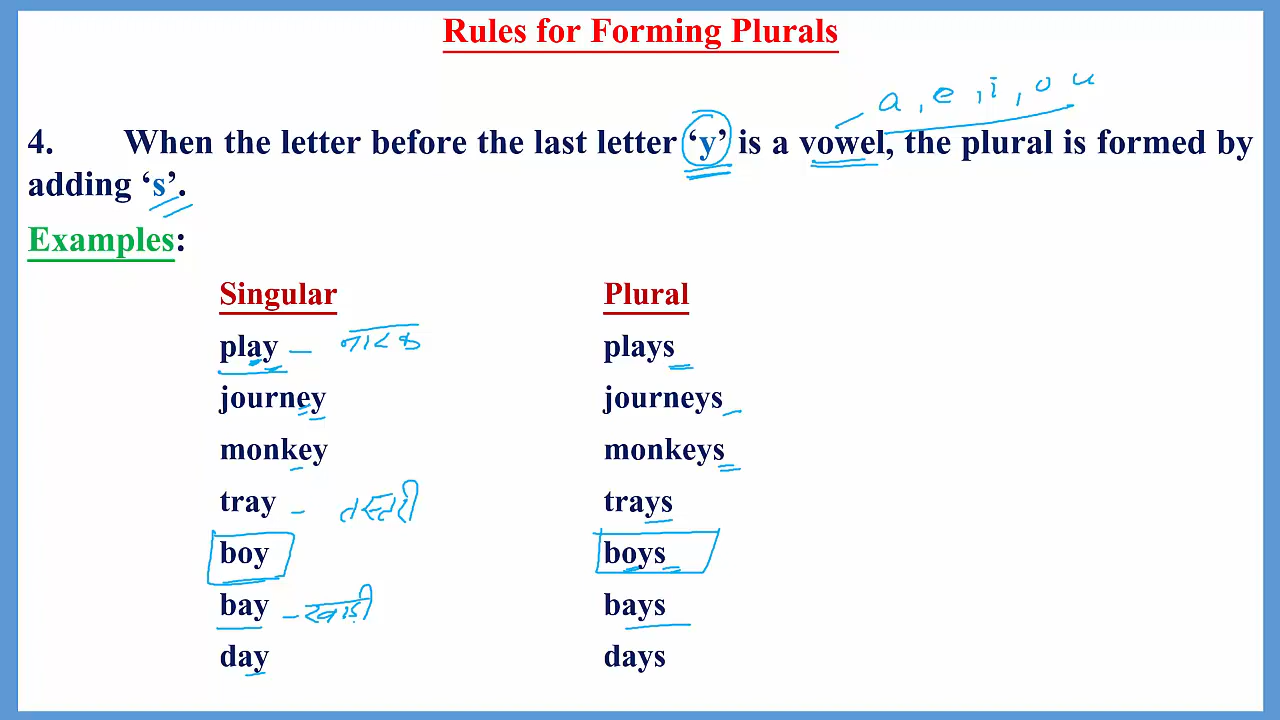 Rules for Forming Plurals
a, e, i, o u
4. When the letter before the last letter ‘y’ is a vowel, the plural is formed by
adding ‘s’.
Examples:
Singular Plural
play – नाटक plays
journey journeys
monkey monkeys
tray – तस्तरी trays
boy boys
bay – खाड़ी bays
day days